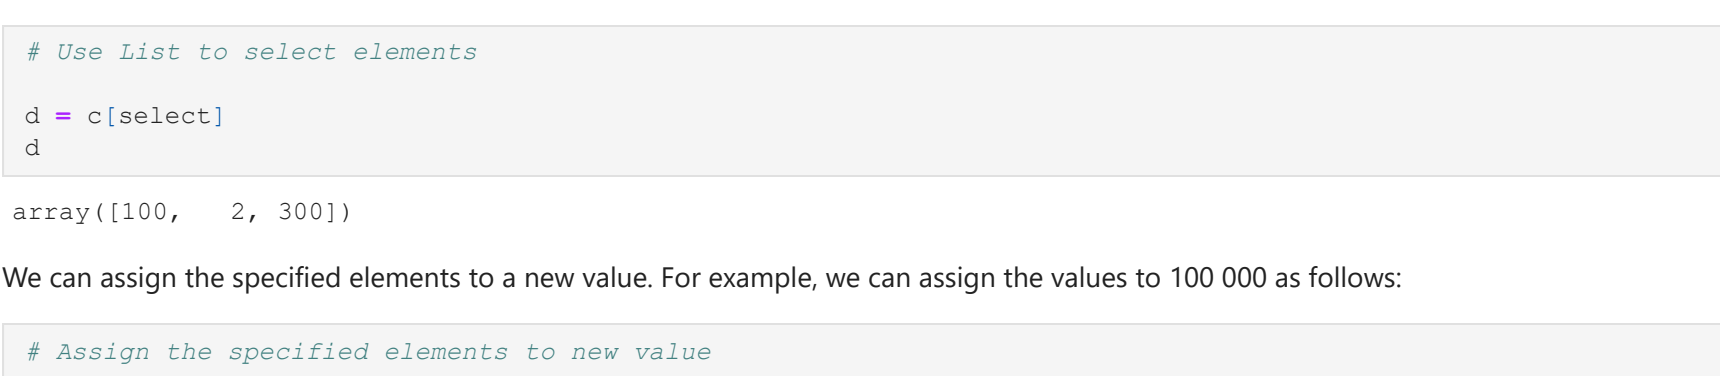 # Use List to select elements
d = c[select]
d
array([100,   2, 300])
We can assign the specified elements to a new value. For example, we can assign the values to 100 000 as follows:
# Assign the specified elements to new value